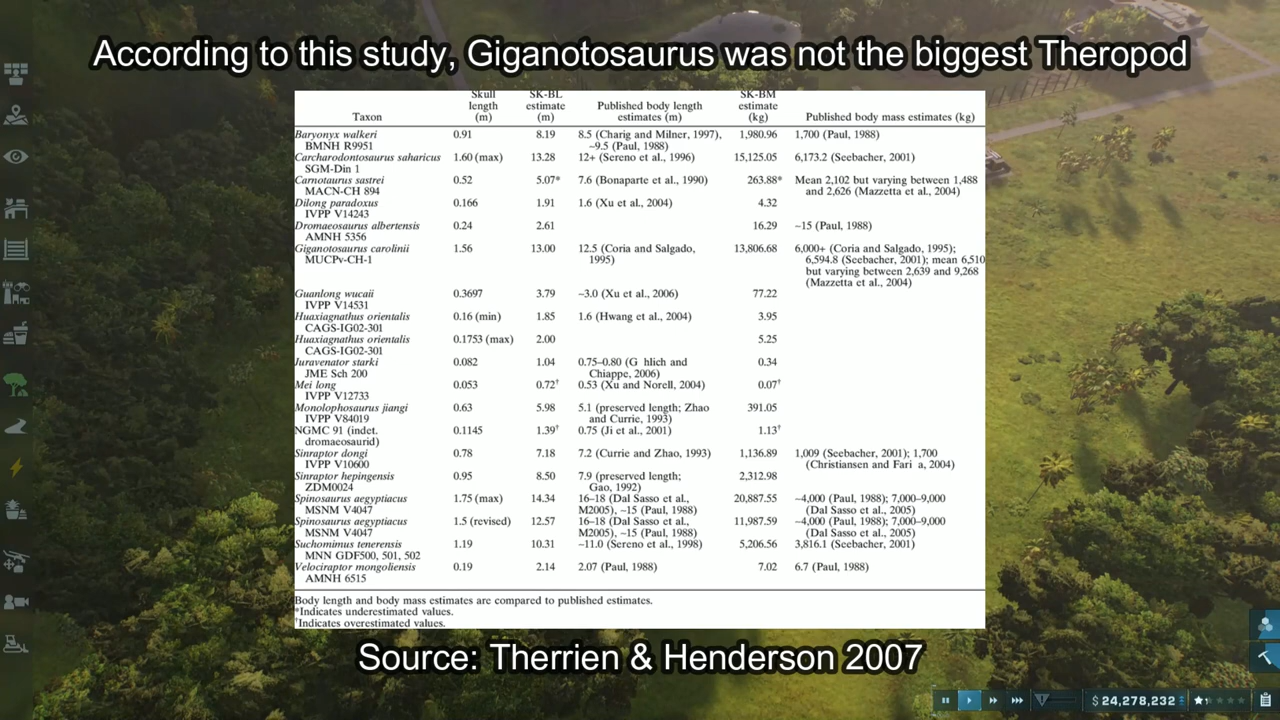 According to this study, Giganotosaurus was not the biggest Theropod
Taxon Skull length (m) SK-BL estimate (m) Published body length estimates (m) SK-BM estimate (kg) Published body mass estimates (kg)
Baryonyx walkeri 0.91 8.19 8.5 (Charig and Milner, 1997), 1,980.96 1,700 (Paul, 1988)
BMNH R9951 ~9.5 (Paul, 1988)
Carcharodontosaurus saharicus 1.60 (max) 13.28 12+ (Sereno et al., 1996) 15,125.05 6,173.2 (Seebacher, 2001)
SGM-Din 1
Carnotaurus sastrei 0.52 5.07* 7.6 (Bonaparte et al., 1990) 263.88* Mean 2,102 but varying between 1,488
MACN-CH 894 and 2,626 (Mazzetta et al., 2004)
Dilong paradoxus 0.166 1.91 1.6 (Xu et al., 2004) 4.32
IVPP V14243
Dromaeosaurus albertensis 0.24 2.61 16.29 ~15 (Paul, 1988)
AMNH 5356
Giganotosaurus carolinii 1.56 13.00 12.5 (Coria and Salgado, 13,806.68 6,000+ (Coria and Salgado, 1995);
MUCPv-CH-1 1995) 6,594.8 (Seebacher, 2001); mean 6,510
but varying between 2,639 and 9,268
(Mazzetta et al., 2004)
Guanlong wucaii 0.3697 3.79 ~3.0 (Xu et al., 2006) 77.22
IVPP V14531
Huaxiagnathus orientalis 0.16 (min) 1.85 1.6 (Hwang et al., 2004) 3.95
CAGS-IG02-301
Huaxiagnathus orientalis 0.1753 (max) 2.00 5.25
CAGS-IG02-301
Juravenator starki 0.082 1.04 0.75–0.80 (G hlich and 0.34
JME Sch 200 Chiappe, 2006)
Mei long 0.053 0.72† 0.53 (Xu and Norell, 2004) 0.07†
IVPP V12733
Monolophosaurus jiangi 0.63 5.98 5.1 (preserved length; Zhao 391.05
IVPP V84019 and Currie, 1993)
NGMC 91 (indet. 0.1145 1.39† 0.75 (Ji et al., 2001) 1.13†
dromaeosaurid)
Sinraptor dongi 0.78 7.18 7.2 (Currie and Zhao, 1993) 1,136.89 1,009 (Seebacher, 2001); 1,700
IVPP V10600 (Christiansen and Fari a, 2004)
Sinraptor hepingensis 0.95 8.50 7.9 (preserved length; 2,312.98
ZDM0024 Gao, 1992)
Spinosaurus aegyptiacus 1.75 (max) 14.34 16–18 (Dal Sasso et al., 20,887.55 ~4,000 (Paul, 1988); 7,000–9,000
MSNM V4047 M2005), ~15 (Paul, 1988) (Dal Sasso et al., 2005)
Spinosaurus aegyptiacus 1.5 (revised) 12.57 16–18 (Dal Sasso et al., 11,987.59 ~4,000 (Paul, 1988); 7,000–9,000
MSNM V4047 M2005), ~15 (Paul, 1988) (Dal Sasso et al., 2005)
Suchomimus tenerensis 1.19 10.31 ~11.0 (Sereno et al., 1998) 5,206.56 3,816.1 (Seebacher, 2001)
MNN GDF500, 501, 502
Velociraptor mongoliensis 0.19 2.14 2.07 (Paul, 1988) 7.02 6.7 (Paul, 1988)
AMNH 6515
Body length and body mass estimates are compared to published estimates.
*Indicates underestimated values.
†Indicates overestimated values.
Source: Therrien & Henderson 2007
$ 24,278,232